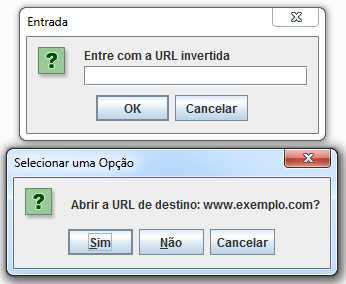 Entrada
Entre com a URL invertida
OK Cancelar
Selecionar uma Opção
Abrir a URL de destino: www.exemplo.com?
Sim Não Cancelar